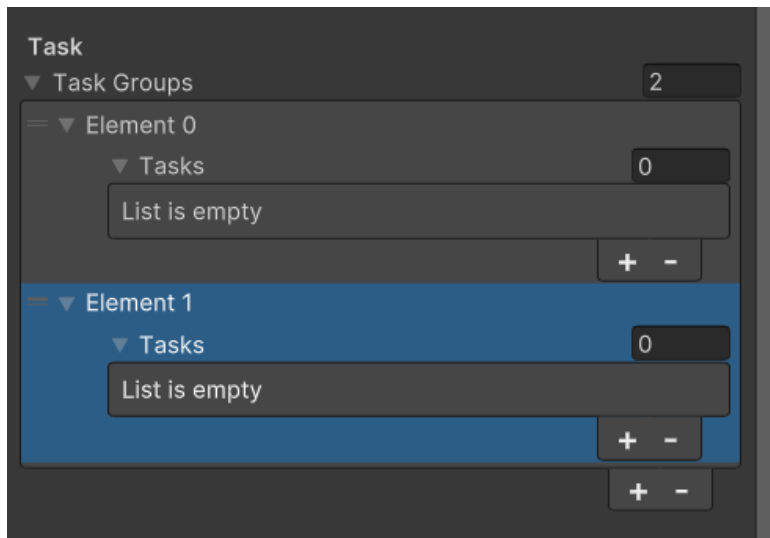 Task
Task Groups 2
Element 0
Tasks 0
List is empty
+ -
Element 1
Tasks 0
List is empty
+ -
+ -